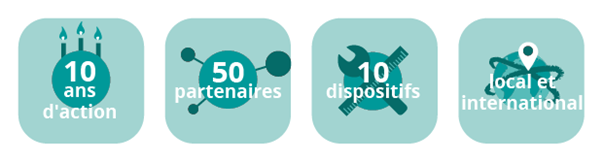 10
ans
d'action
50
partenaires
10
dispositifs
local et
international